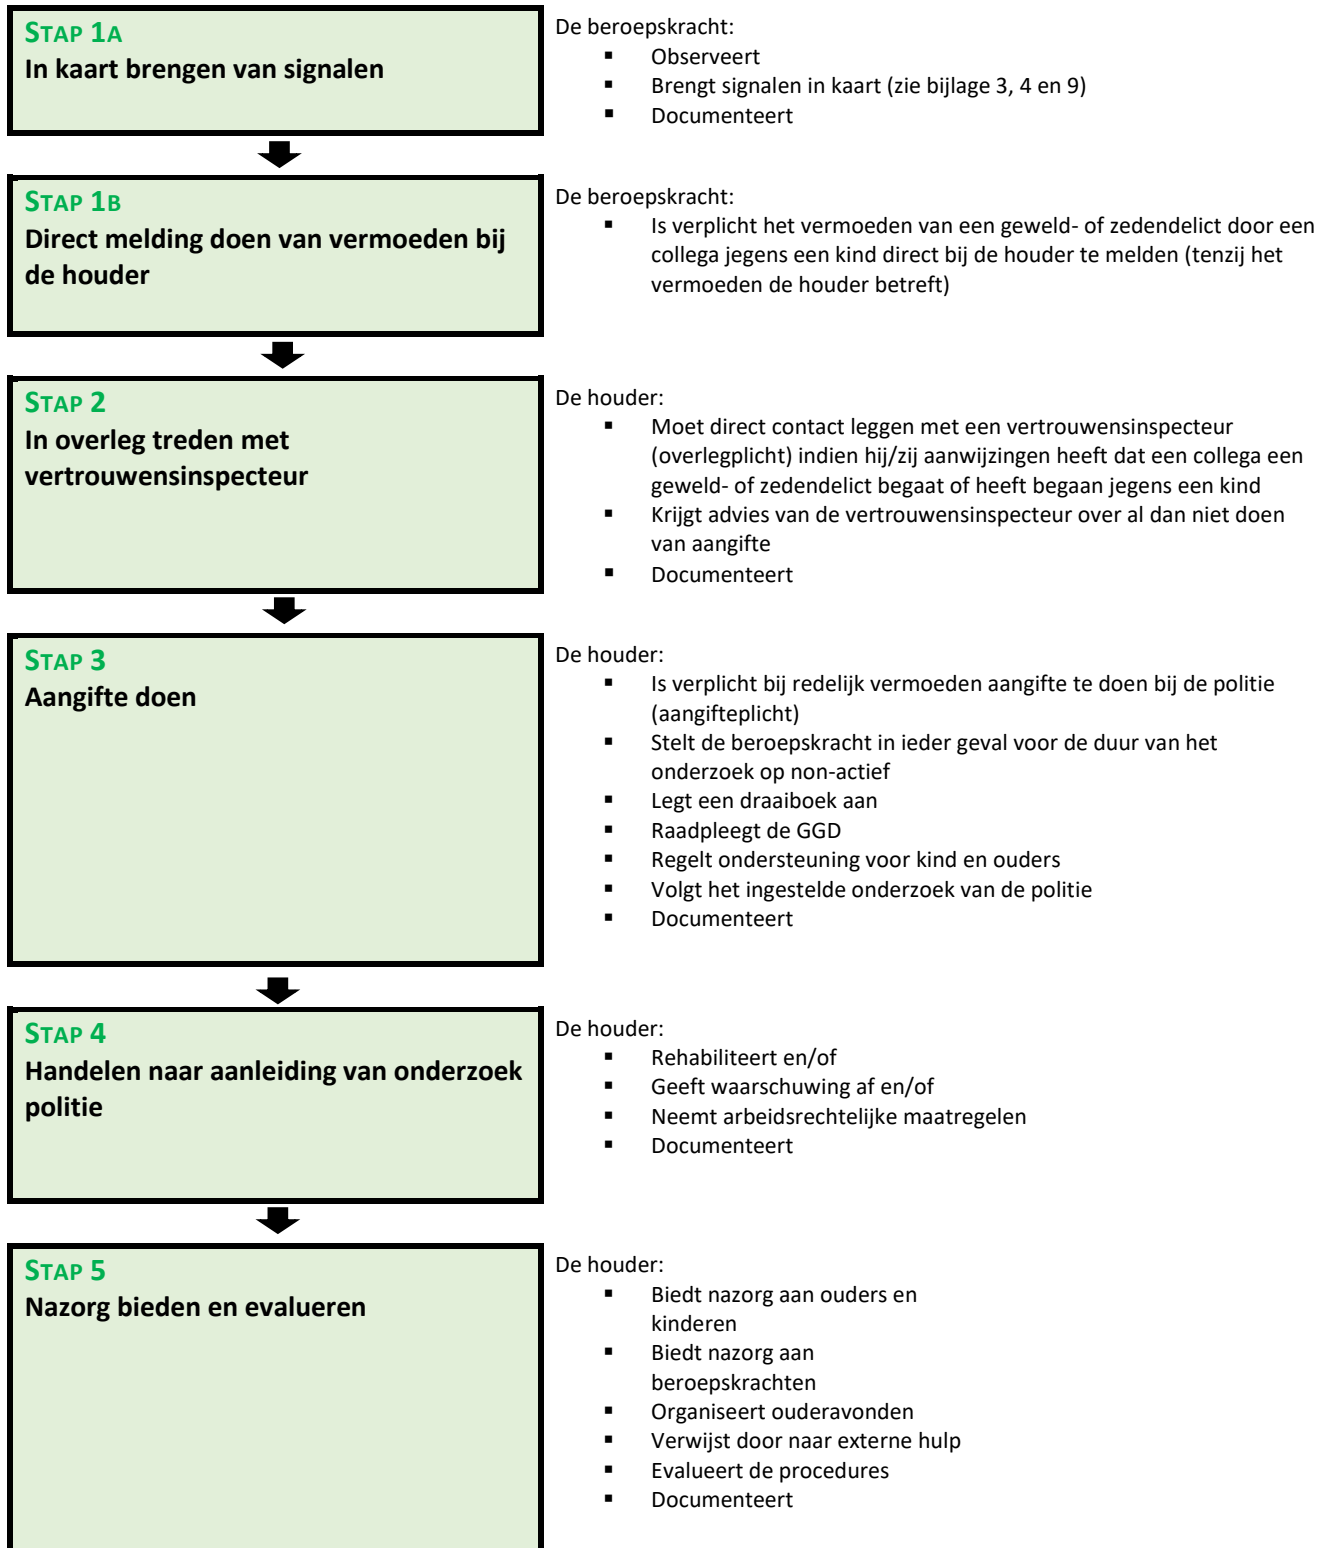 STAP 1A
In kaart brengen van signalen
De beroepskracht:
▪ Observeert
▪ Brengt signalen in kaart (zie bijlage 3, 4 en 9)
▪ Documenteert
STAP 1B
Direct melding doen van vermoeden bij
de houder
De beroepskracht:
▪ Is verplicht het vermoeden van een geweld- of zedendelict door een
collega jegens een kind direct bij de houder te melden (tenzij het
vermoeden de houder betreft)
STAP 2
In overleg treden met
vertrouwensinspecteur
De houder:
▪ Moet direct contact leggen met een vertrouwensinspecteur
(overlegplicht) indien hij/zij aanwijzingen heeft dat een collega een
geweld- of zedendelict begaat of heeft begaan jegens een kind
▪ Krijgt advies van de vertrouwensinspecteur over al dan niet doen
van aangifte
▪ Documenteert
STAP 3
Aangifte doen
De houder:
▪ Is verplicht bij redelijk vermoeden aangifte te doen bij de politie
(aangifteplicht)
▪ Stelt de beroepskracht in ieder geval voor de duur van het
onderzoek op non-actief
▪ Legt een draaiboek aan
▪ Raadpleegt de GGD
▪ Regelt ondersteuning voor kind en ouders
▪ Volgt het ingestelde onderzoek van de politie
▪ Documenteert
STAP 4
Handelen naar aanleiding van onderzoek
politie
De houder:
▪ Rehabiliteert en/of
▪ Geeft waarschuwing af en/of
▪ Neemt arbeidsrechtelijke maatregelen
▪ Documenteert
STAP 5
Nazorg bieden en evalueren
De houder:
▪ Biedt nazorg aan ouders en
kinderen
▪ Biedt nazorg aan
beroepskrachten
▪ Organiseert ouderavonden
▪ Verwijst door naar externe hulp
▪ Evalueert de procedures
▪ Documenteert